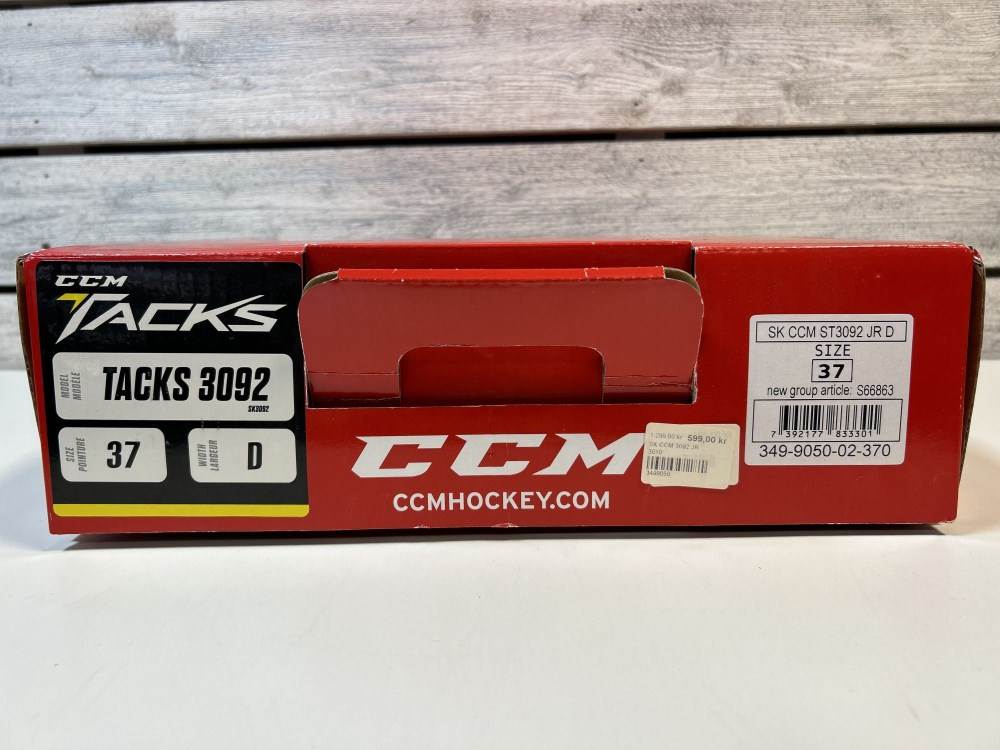 CCM
TACKS
MODEL
MODÈLE
TACKS 3092
SK3092
SIZE
POINTURE
37
WIDTH
LARGEUR
D
CCM
CCMHOCKEY.COM
599,00 kr
SK CCM 3092 JR
3010
3499050
SK CCM ST3092 JR D
SIZE
37
new group article: S66863
7 392177 833301
349-9050-02-370